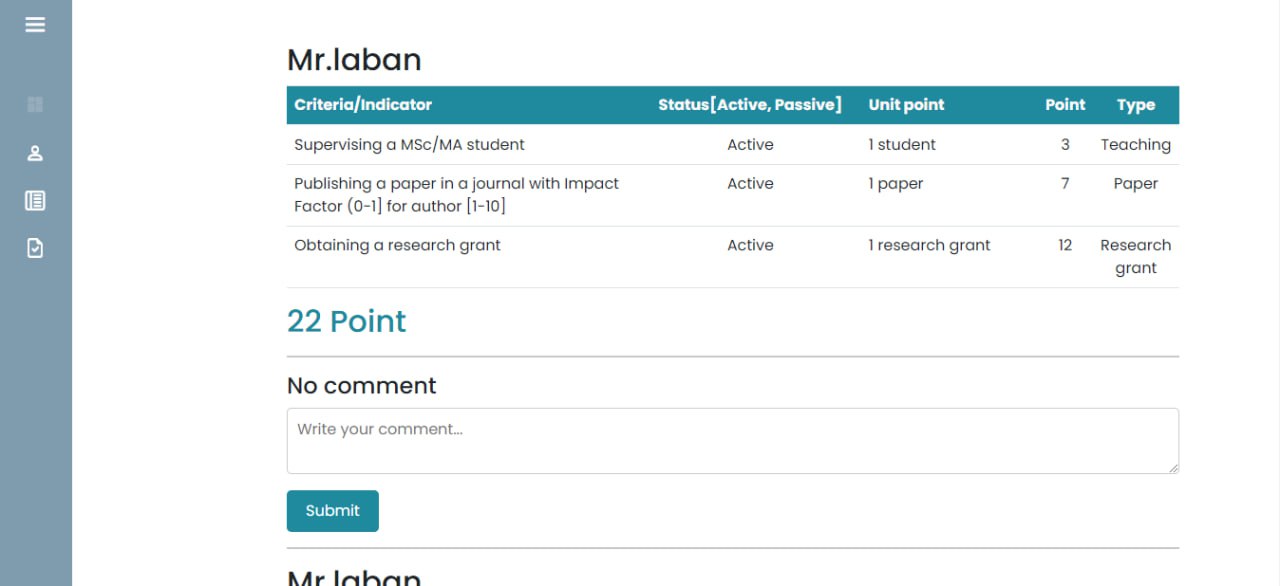 Mr.laban
Criteria/Indicator Status[Active, Passive] Unit point Point Type
Supervising a MSc/MA student Active 1 student 3 Teaching
Publishing a paper in a journal with Impact Active 1 paper 7 Paper
Factor (0-1] for author [1-10]
Obtaining a research grant Active 1 research grant 12 Research
grant
22 Point
No comment
Write your comment...
Submit
Mr.laban